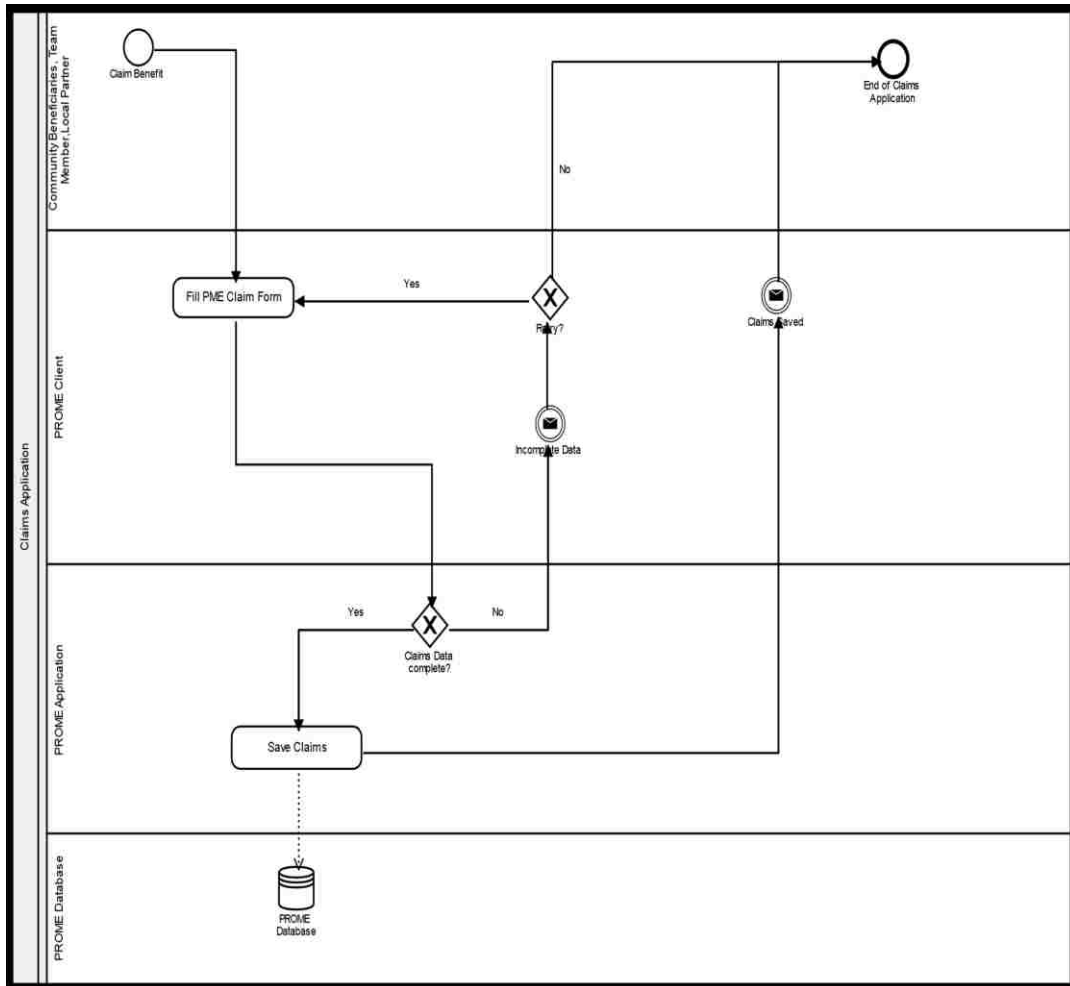 Claims Application
Community Beneficiaries, Team
Member,Local Partner
Claim Benefit
End of Claims
Application
No
PROME Client
Fill PME Claim Form
Yes
Retry?
Claims Saved
Incomplete Data
PROME Application
Yes
No
Claims Data
complete?
Save Claims
PROME Database
PROME
Database